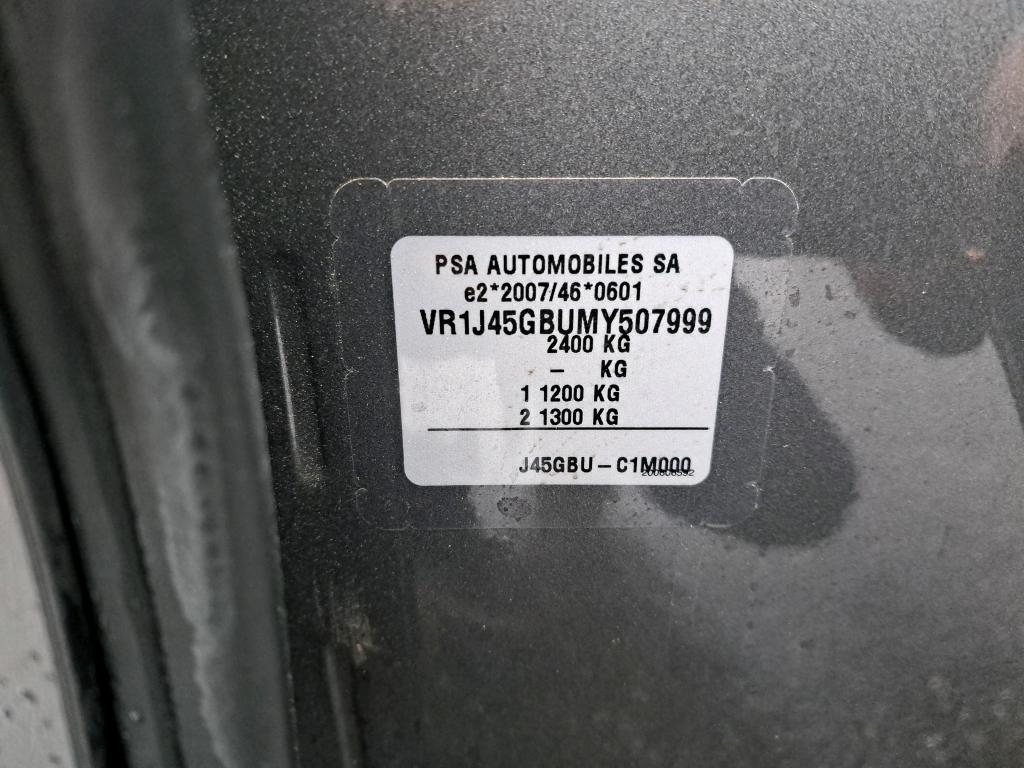 PSA AUTOMOBILES SA
e2*2007/46*0601
VR1J45GBUMY507999
2400 KG
– KG
1 1200 KG
2 1300 KG
J45GBU – C1M000